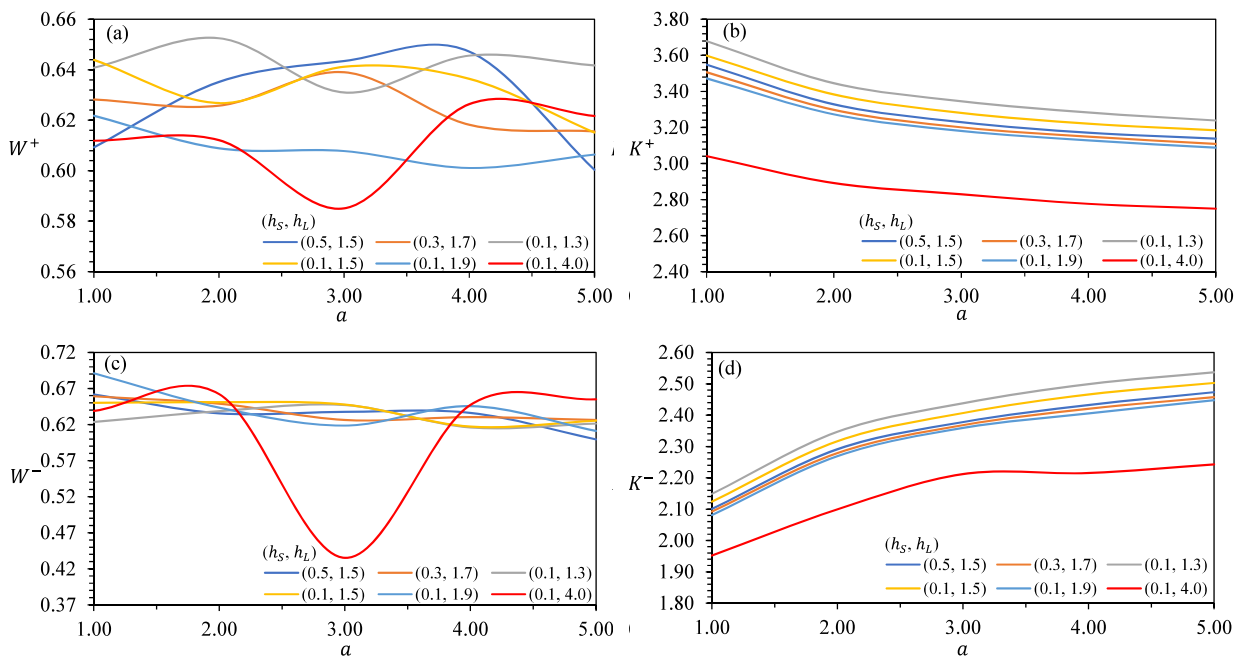 (a)
0.66
0.64
0.62
W+
0.60
0.58
0.56
(hS, hL)
(0.5, 1.5) (0.3, 1.7) (0.1, 1.3)
(0.1, 1.5) (0.1, 1.9) (0.1, 4.0)
1.00 2.00 3.00 4.00 5.00
a
(b)
3.80
3.60
3.40
3.20
K+
3.00
2.80
2.60
2.40
(hS, hL)
(0.5, 1.5) (0.3, 1.7) (0.1, 1.3)
(0.1, 1.5) (0.1, 1.9) (0.1, 4.0)
1.00 2.00 3.00 4.00 5.00
a
(c)
0.72
0.67
0.62
0.57
W−
0.52
0.47
0.42
0.37
(hS, hL)
(0.5, 1.5) (0.3, 1.7) (0.1, 1.3)
(0.1, 1.5) (0.1, 1.9) (0.1, 4.0)
1.00 2.00 3.00 4.00 5.00
a
(d)
2.60
2.50
2.40
2.30
2.20
K−
2.10
2.00
1.90
1.80
(hS, hL)
(0.5, 1.5) (0.3, 1.7) (0.1, 1.3)
(0.1, 1.5) (0.1, 1.9) (0.1, 4.0)
1.00 2.00 3.00 4.00 5.00
a